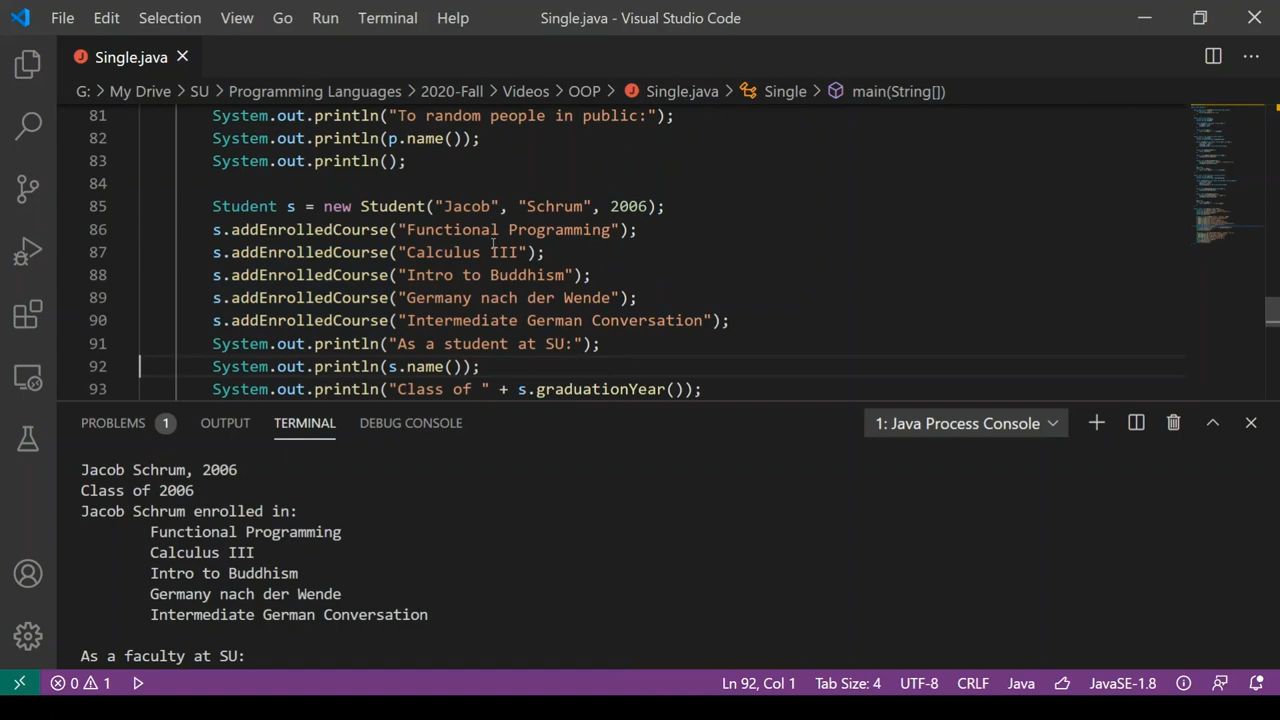 File Edit Selection View Go Run Terminal Help Single.java - Visual Studio Code
Single.java
G: > My Drive > SU > Programming Languages > 2020-Fall > Videos > OOP > Single.java > Single > main(String[])
81 System.out.println("To random people in public:");
82 System.out.println(p.name());
83 System.out.println();
84
85 Student s = new Student("Jacob", "Schrum", 2006);
86 s.addEnrolledCourse("Functional Programming");
87 s.addEnrolledCourse("Calculus III");
88 s.addEnrolledCourse("Intro to Buddhism");
89 s.addEnrolledCourse("Germany nach der Wende");
90 s.addEnrolledCourse("Intermediate German Conversation");
91 System.out.println("As a student at SU:");
92 System.out.println(s.name());
93 System.out.println("Class of " + s.graduationYear());
PROBLEMS 1 OUTPUT TERMINAL DEBUG CONSOLE 1: Java Process Console
Jacob Schrum, 2006
Class of 2006
Jacob Schrum enrolled in:
Functional Programming
Calculus III
Intro to Buddhism
Germany nach der Wende
Intermediate German Conversation
As a faculty at SU:
0 1 Ln 92, Col 1 Tab Size: 4 UTF-8 CRLF Java JavaSE-1.8